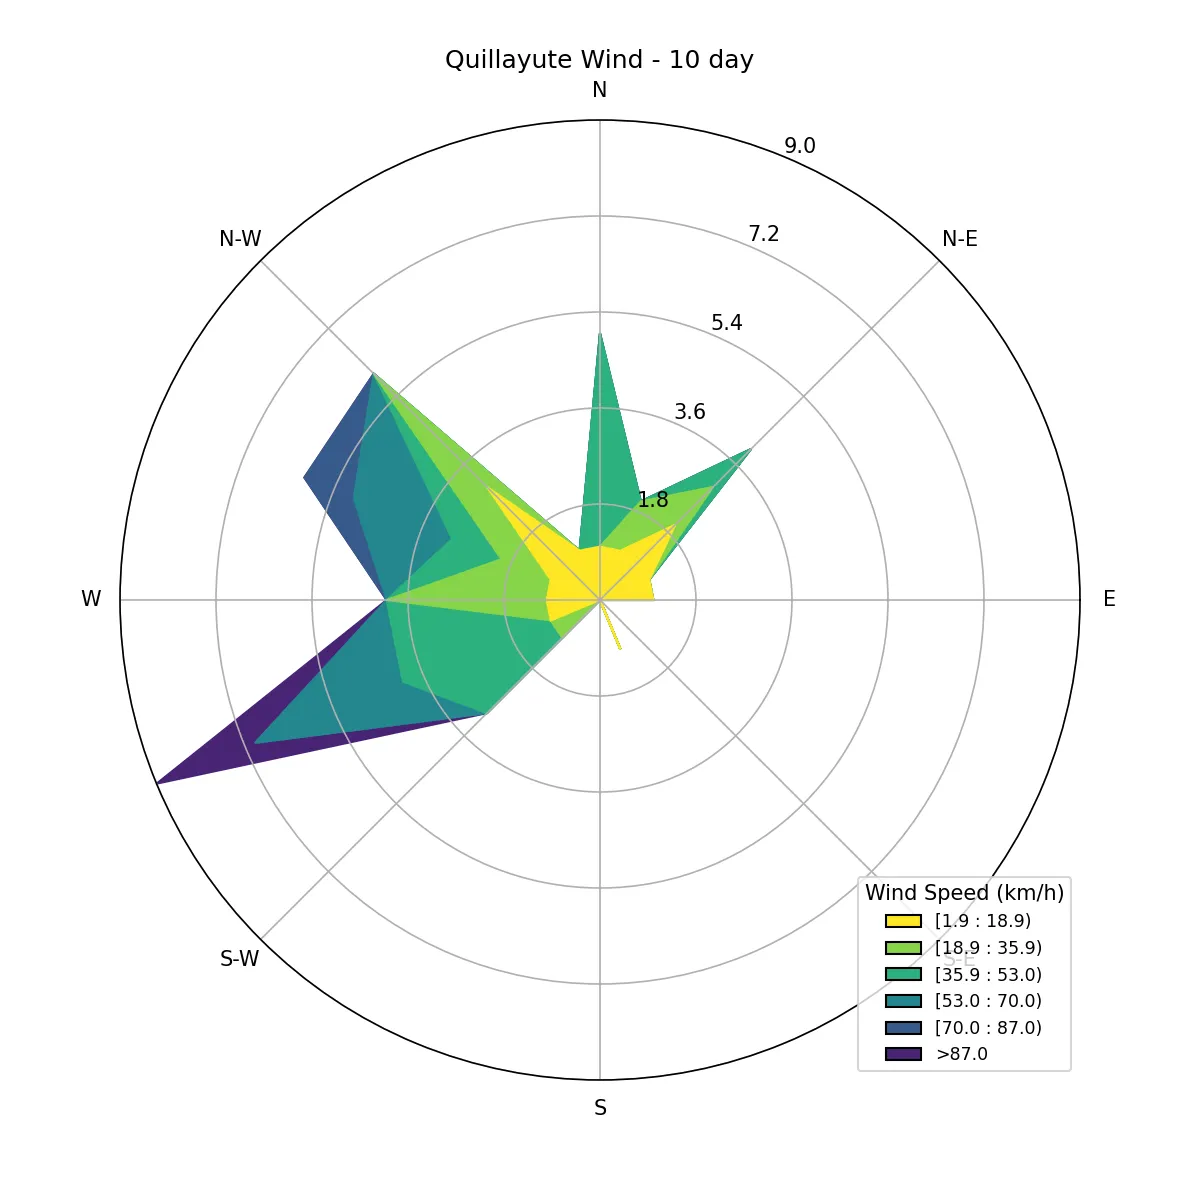 Quillayute Wind - 10 day
N
9.0
N-W
7.2
N-E
5.4
3.6
1.8
W
E
S-W
S-E
S
Wind Speed (km/h)
[1.9 : 18.9)
[18.9 : 35.9)
[35.9 : 53.0)
[53.0 : 70.0)
[70.0 : 87.0)
>87.0